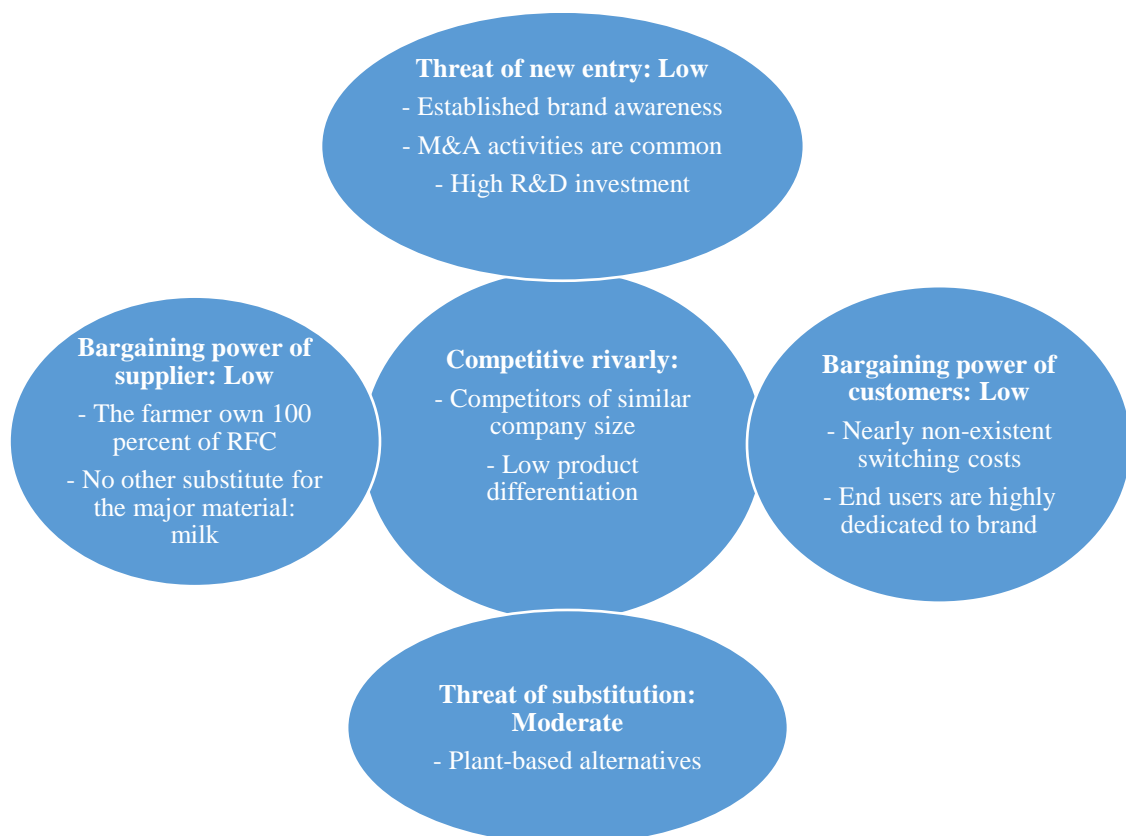 Threat of new entry: Low
- Established brand awareness
- M&A activities are common
- High R&D investment
Bargaining power of
supplier: Low
- The farmer own 100
percent of RFC
- No other substitute for
the major material:
milk
Competitive rivarly:
- Competitors of similar
company size
- Low product
differentiation
Bargaining power of
customers: Low
- Nearly non-existent
switching costs
- End users are highly
dedicated to brand
Threat of substitution:
Moderate
- Plant-based alternatives